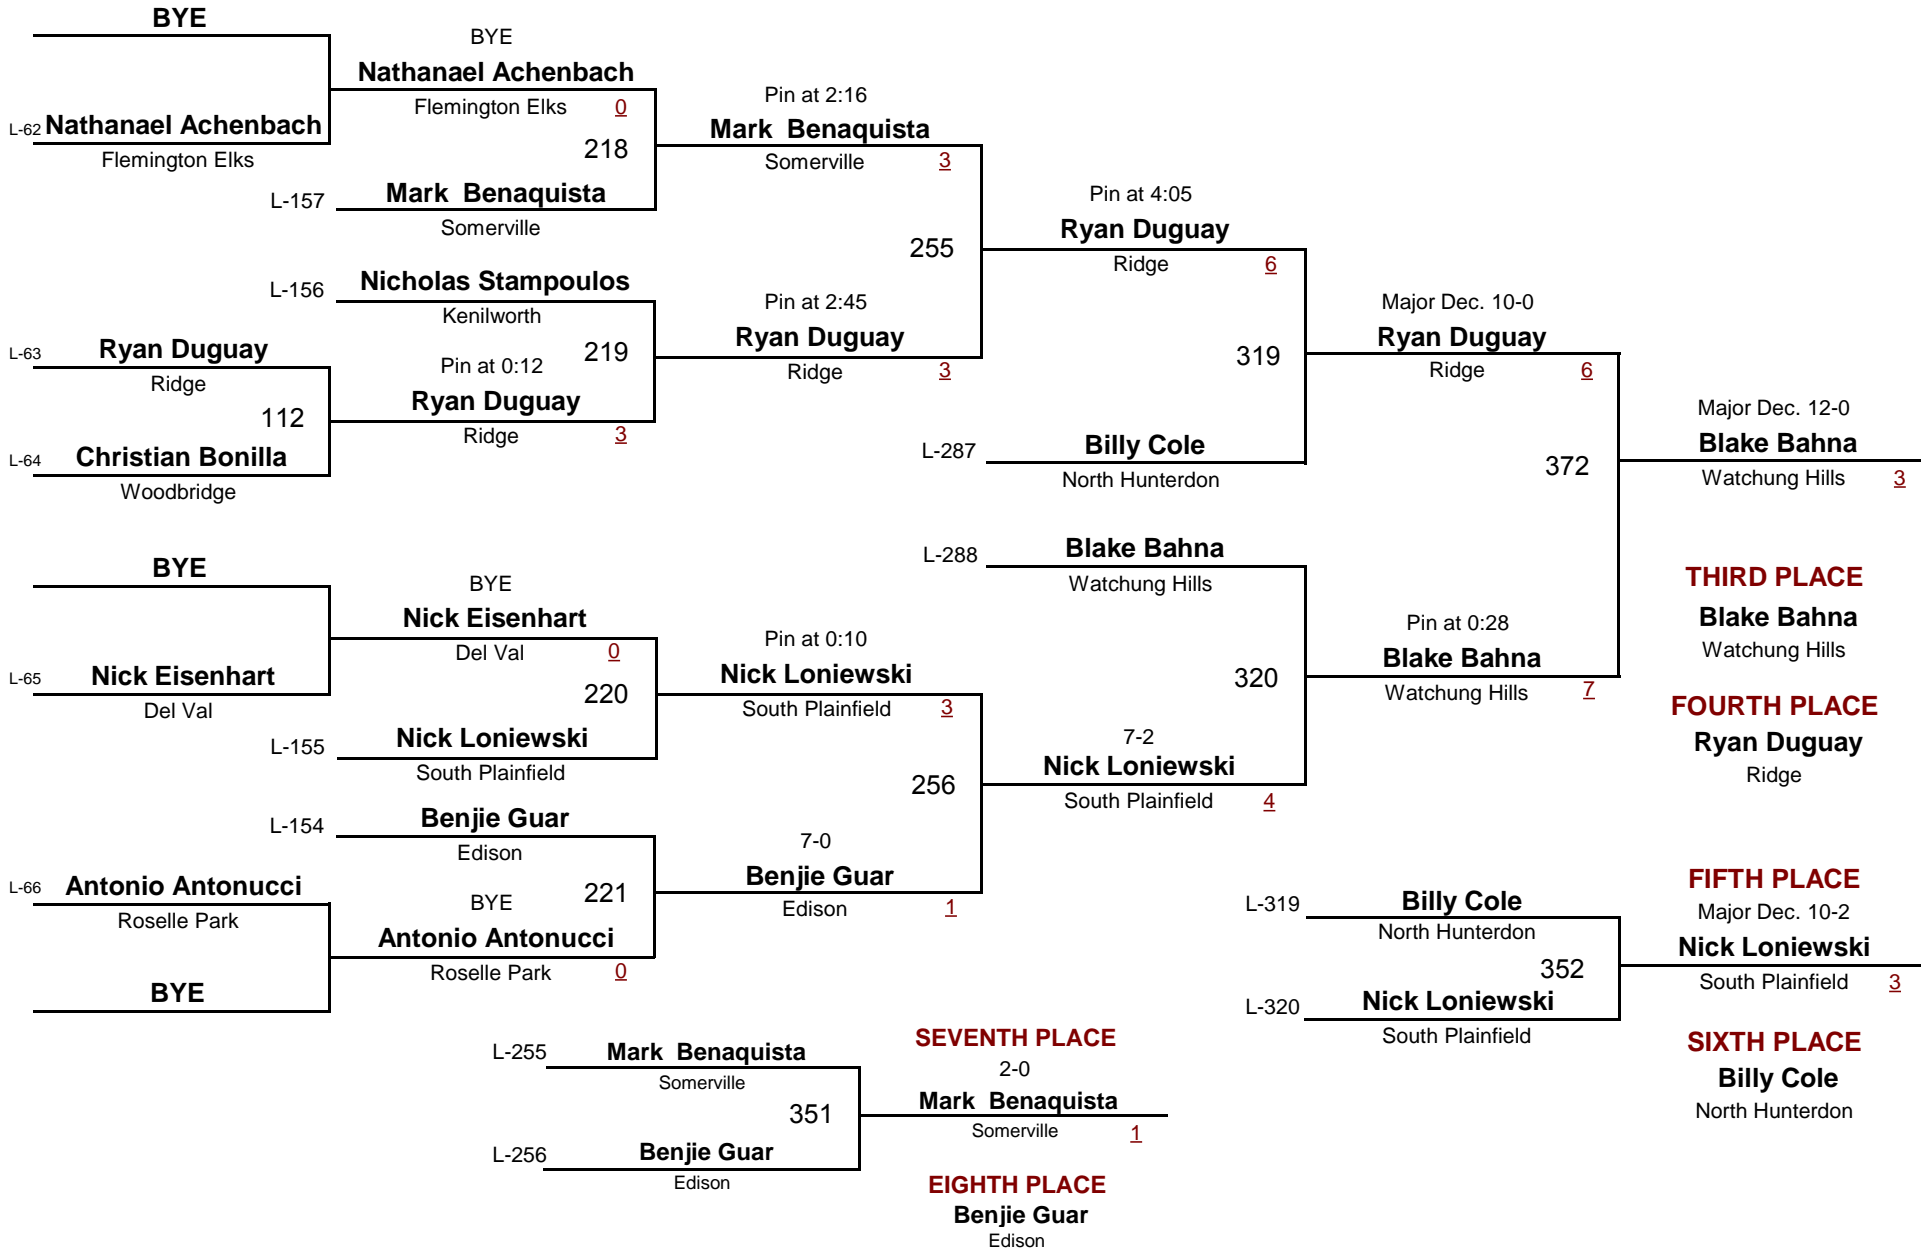 BYE
L-62 Nathanael Achenbach
Flemington Elks
BYE
Nathanael Achenbach
Flemington Elks 0
218
L-157 Mark Benaquista
Somerville
Pin at 2:16
Mark Benaquista
Somerville 3
L-156 Nicholas Stampoulos
Kenilworth
L-63 Ryan Duguay
Ridge
112
L-64 Christian Bonilla
Woodbridge
Pin at 0:12
Ryan Duguay
Ridge 3
219
Pin at 2:45
Ryan Duguay
Ridge 3
255
Pin at 4:05
Ryan Duguay
Ridge 6
319
L-287 Billy Cole
North Hunterdon
Major Dec. 10-0
Ryan Duguay
Ridge 6
372
Major Dec. 12-0
Blake Bahna
Watchung Hills 3
BYE
L-65 Nick Eisenhart
Del Val
BYE
Nick Eisenhart
Del Val 0
220
L-155 Nick Loniewski
South Plainfield
Pin at 0:10
Nick Loniewski
South Plainfield 3
L-154 Benjie Guar
Edison
L-66 Antonio Antonucci
Roselle Park
BYE
BYE
Antonio Antonucci
Roselle Park 0
221
7-0
Benjie Guar
Edison 1
256
7-2
Nick Loniewski
South Plainfield 4
L-288 Blake Bahna
Watchung Hills
320
Pin at 0:28
Blake Bahna
Watchung Hills 7
THIRD PLACE
Blake Bahna
Watchung Hills
FOURTH PLACE
Ryan Duguay
Ridge
L-319 Billy Cole
North Hunterdon
352
L-320 Nick Loniewski
South Plainfield
FIFTH PLACE
Major Dec. 10-2
Nick Loniewski
South Plainfield 3
SIXTH PLACE
Billy Cole
North Hunterdon
L-255 Mark Benaquista
Somerville
351
L-256 Benjie Guar
Edison
SEVENTH PLACE
2-0
Mark Benaquista
Somerville 1
EIGHTH PLACE
Benjie Guar
Edison